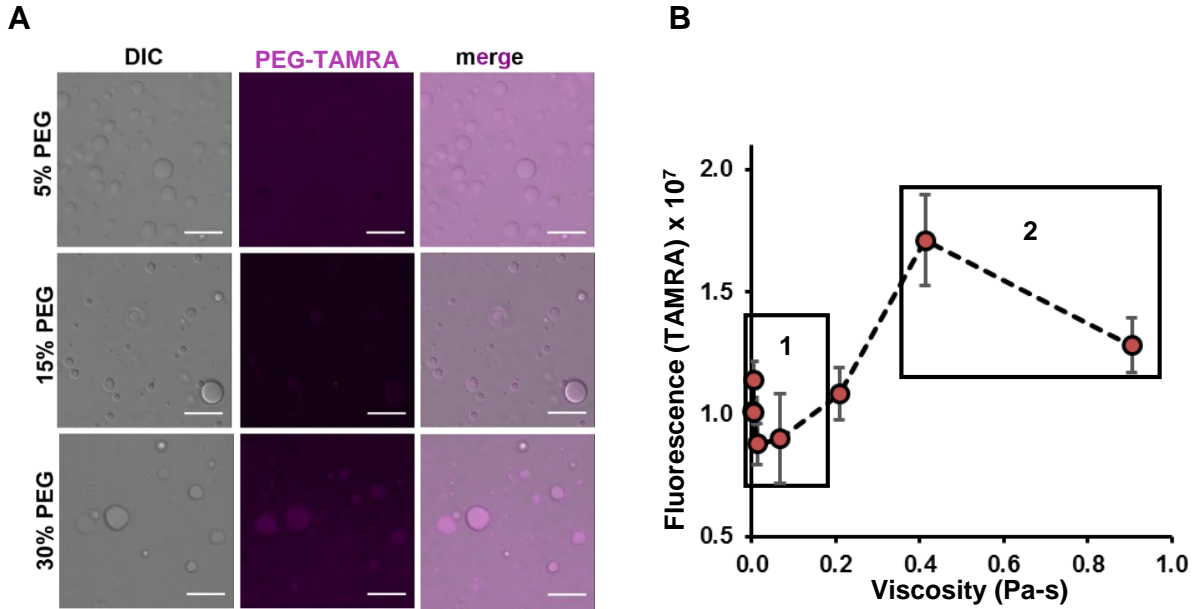 A
B
DIC PEG-TAMRA merge
5% PEG
15% PEG
30% PEG
Fluorescence (TAMRA) x 10⁷
2.0
1.5
1.0
0.5
1
2
0.0 0.2 0.4 0.6 0.8 1.0
Viscosity (Pa-s)